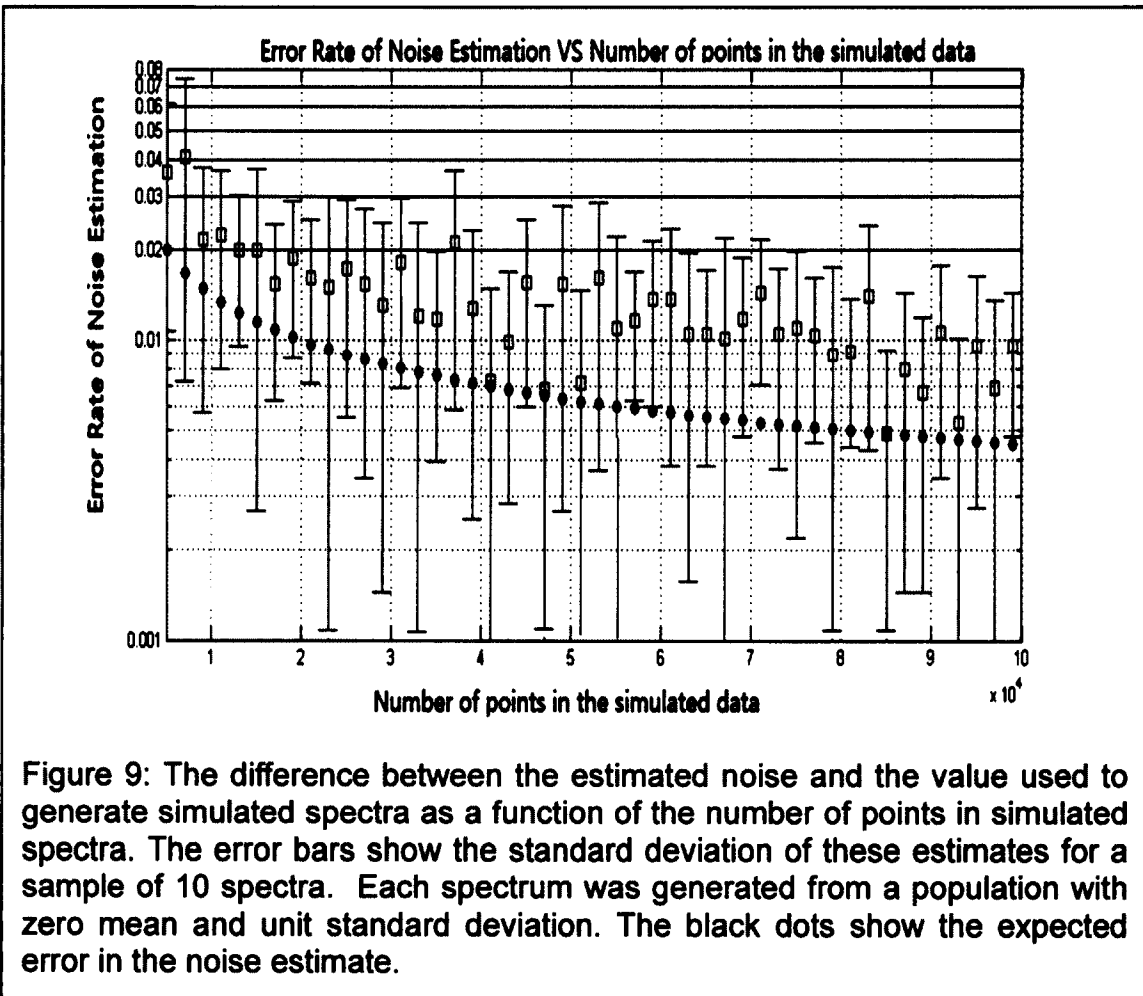 Error Rate of Noise Estimation VS Number of points in the simulated data
Error Rate of Noise Estimation
0.08
0.07
0.06
0.05
0.04
0.03
0.02
0.01
0.001
1 2 3 4 5 6 7 8 9 10
x 10^4
Number of points in the simulated data
Figure 9: The difference between the estimated noise and the value used to
generate simulated spectra as a function of the number of points in simulated
spectra. The error bars show the standard deviation of these estimates for a
sample of 10 spectra. Each spectrum was generated from a population with
zero mean and unit standard deviation. The black dots show the expected
error in the noise estimate.